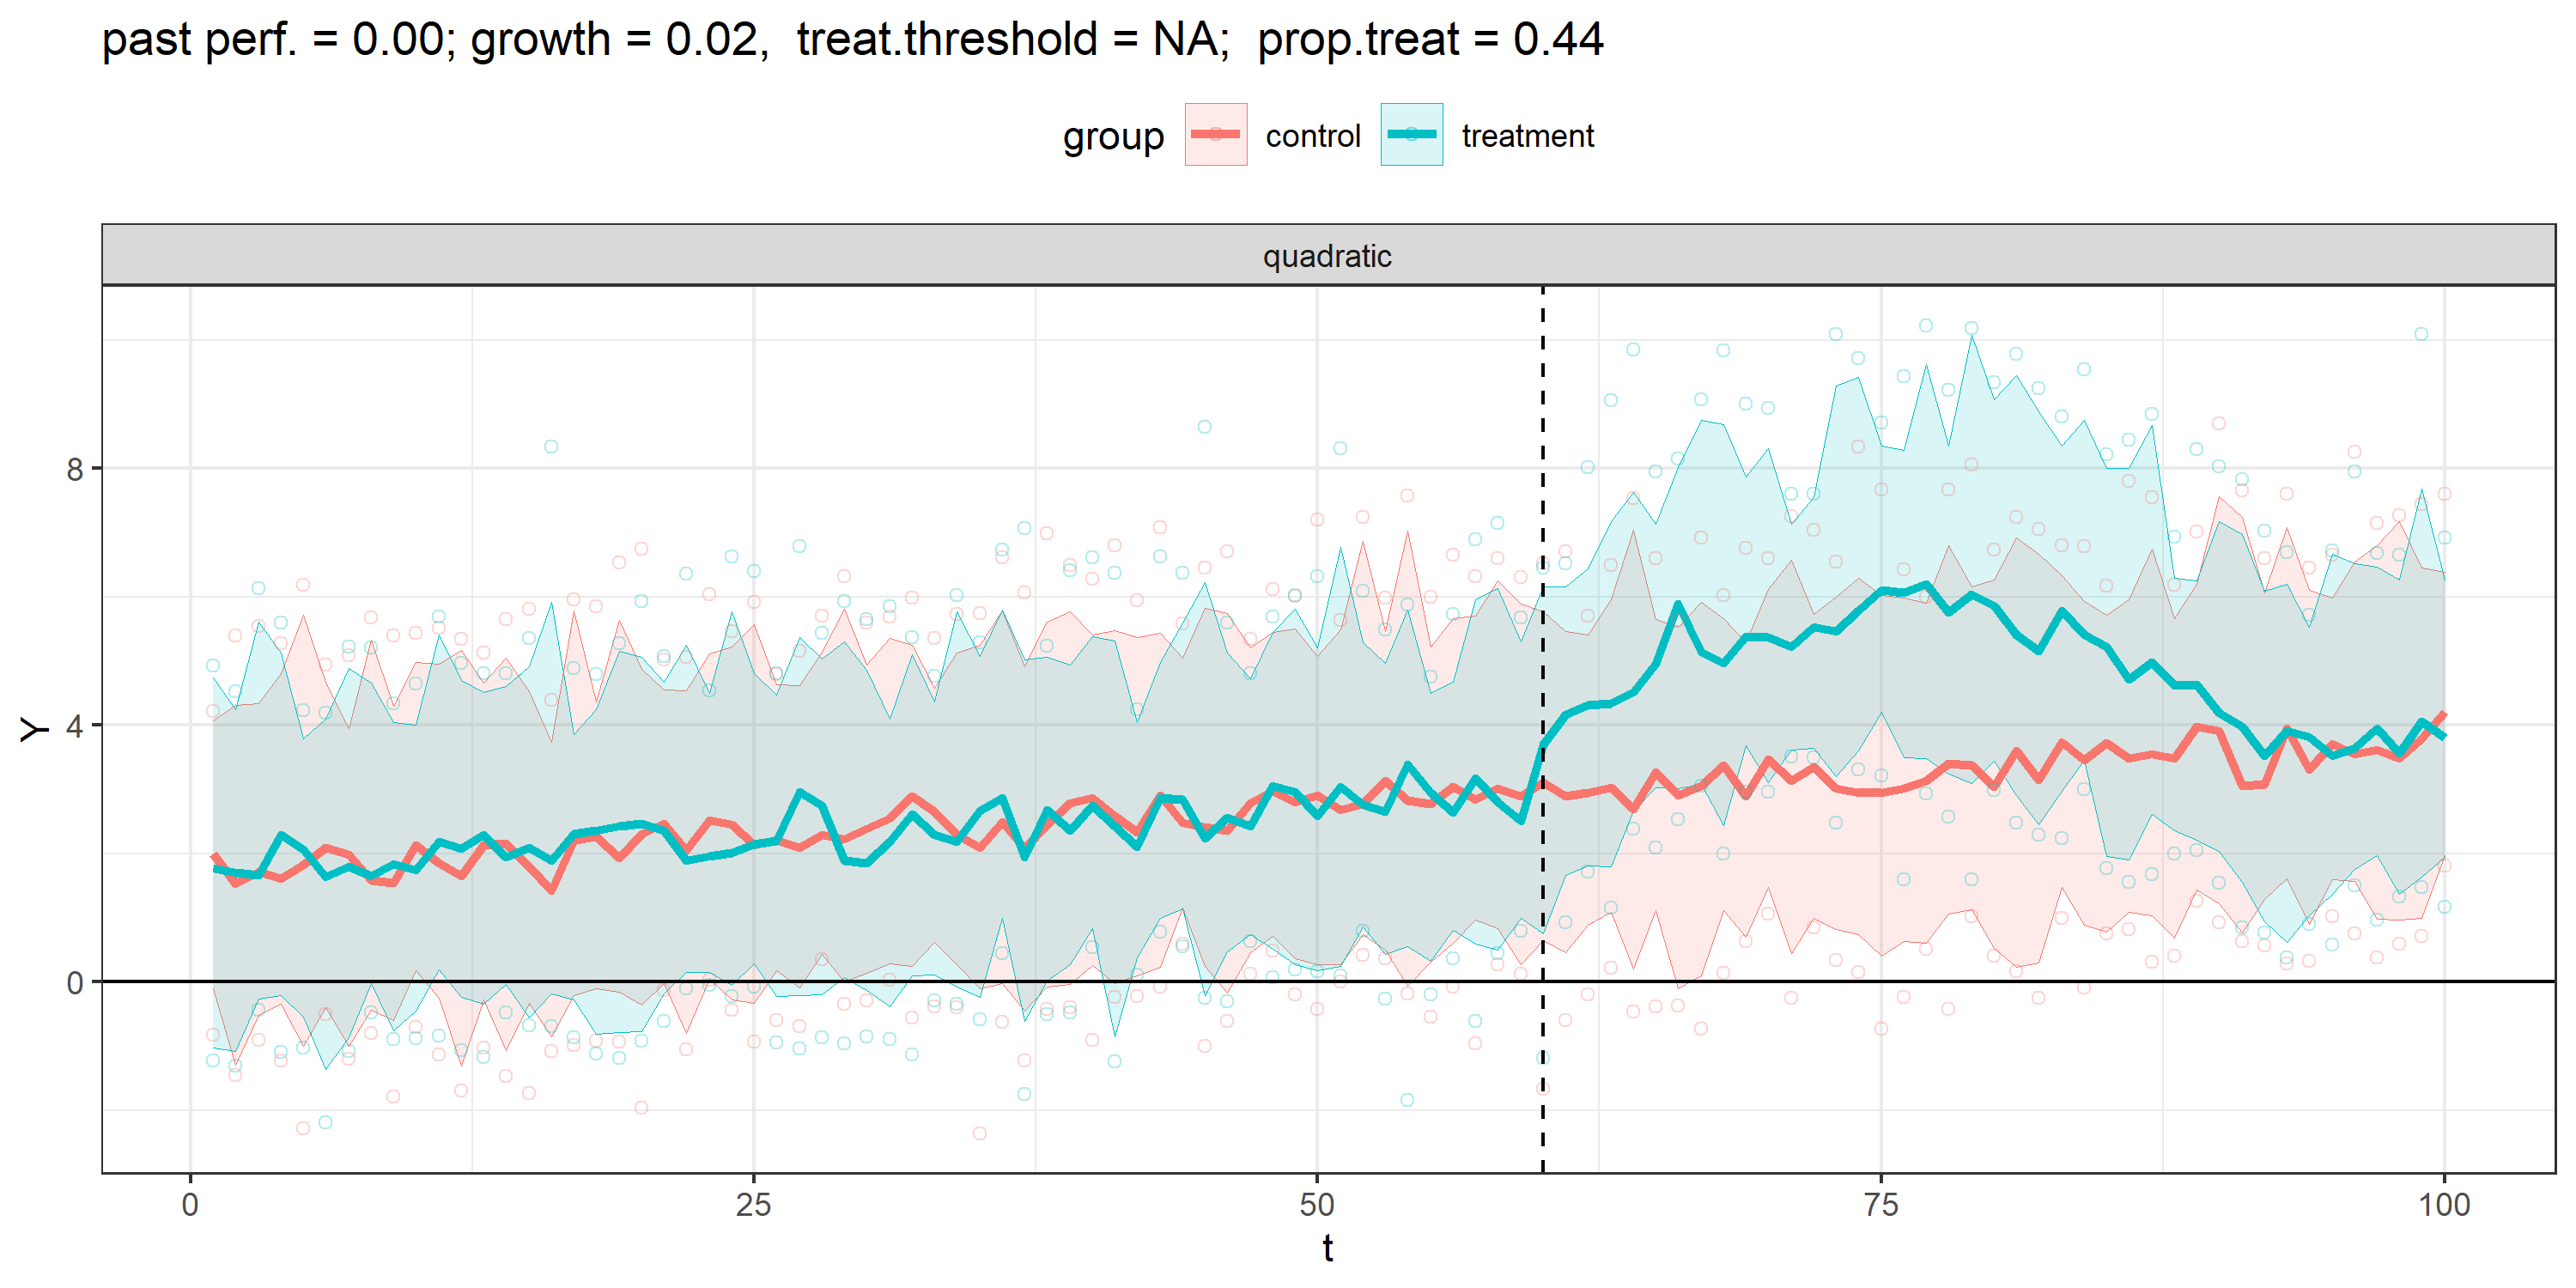 past perf. = 0.00; growth = 0.02,  treat.threshold = NA;  prop.treat = 0.44
group control treatment
quadratic
Y
8
4
0
0 25 50 75 100
t